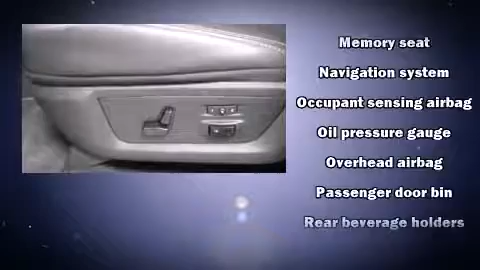 Memory seat
Navigation system
Occupant sensing airbag
Oil pressure gauge
Overhead airbag
Passenger door bin
Rear beverage holders